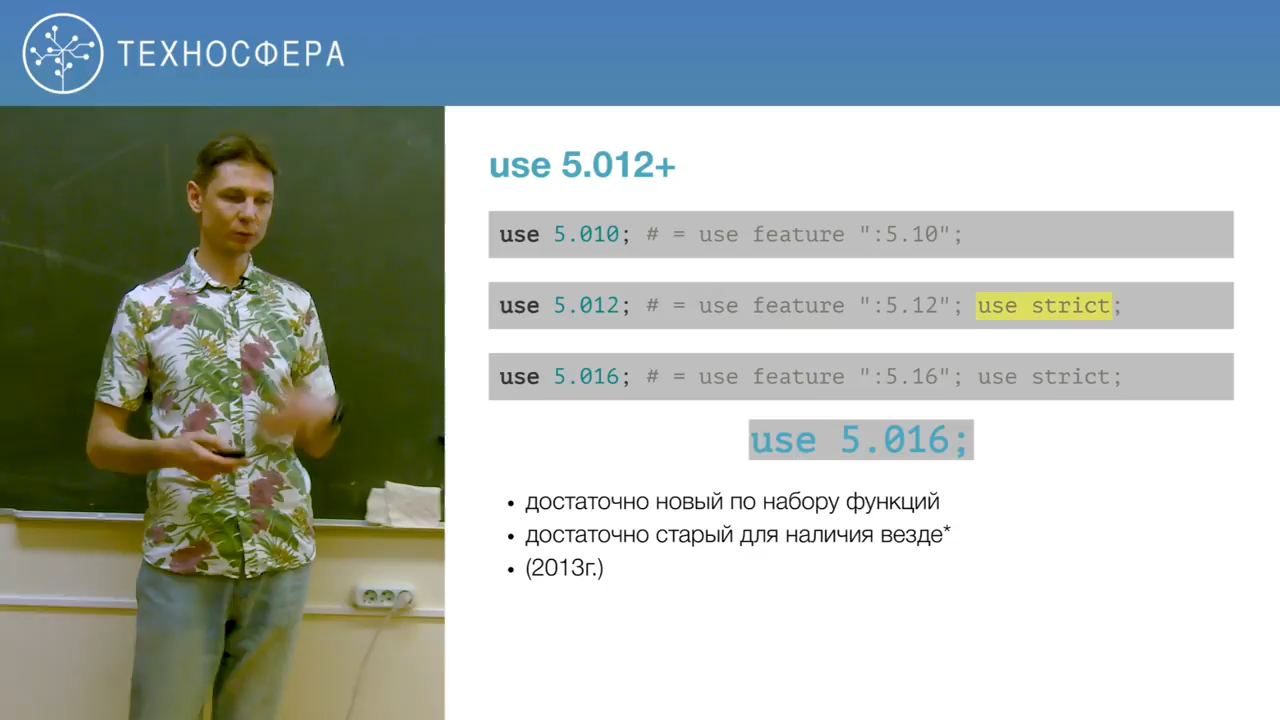 ТЕХНОСФЕРА
use 5.012+
use 5.010; # = use feature ":5.10";
use 5.012; # = use feature ":5.12"; use strict;
use 5.016; # = use feature ":5.16"; use strict;
use 5.016;
• достаточно новый по набору функций
• достаточно старый для наличия везде*
• (2013г.)